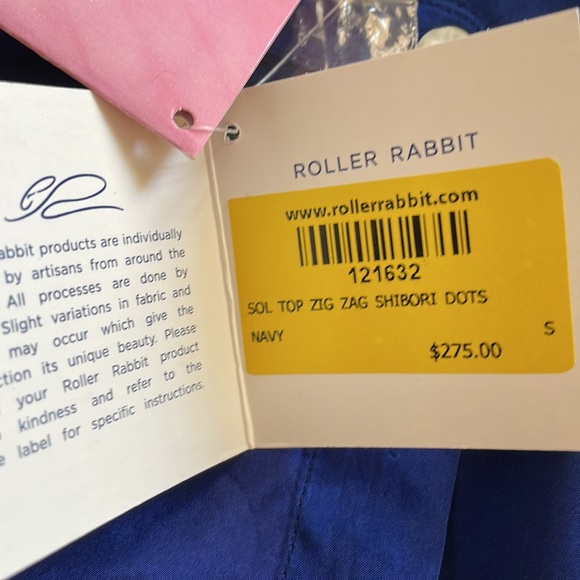 abbit products are individually
by artisans from around the
All processes are done by
Slight variations in fabric and
may occur which give the
ction its unique beauty. Please
your Roller Rabbit product
kindness and refer to the
label for specific instructions.
ROLLER RABBIT
www.rollerrabbit.com
121632
SOL TOP ZIG ZAG SHIBORI DOTS
NAVY
S
$275.00